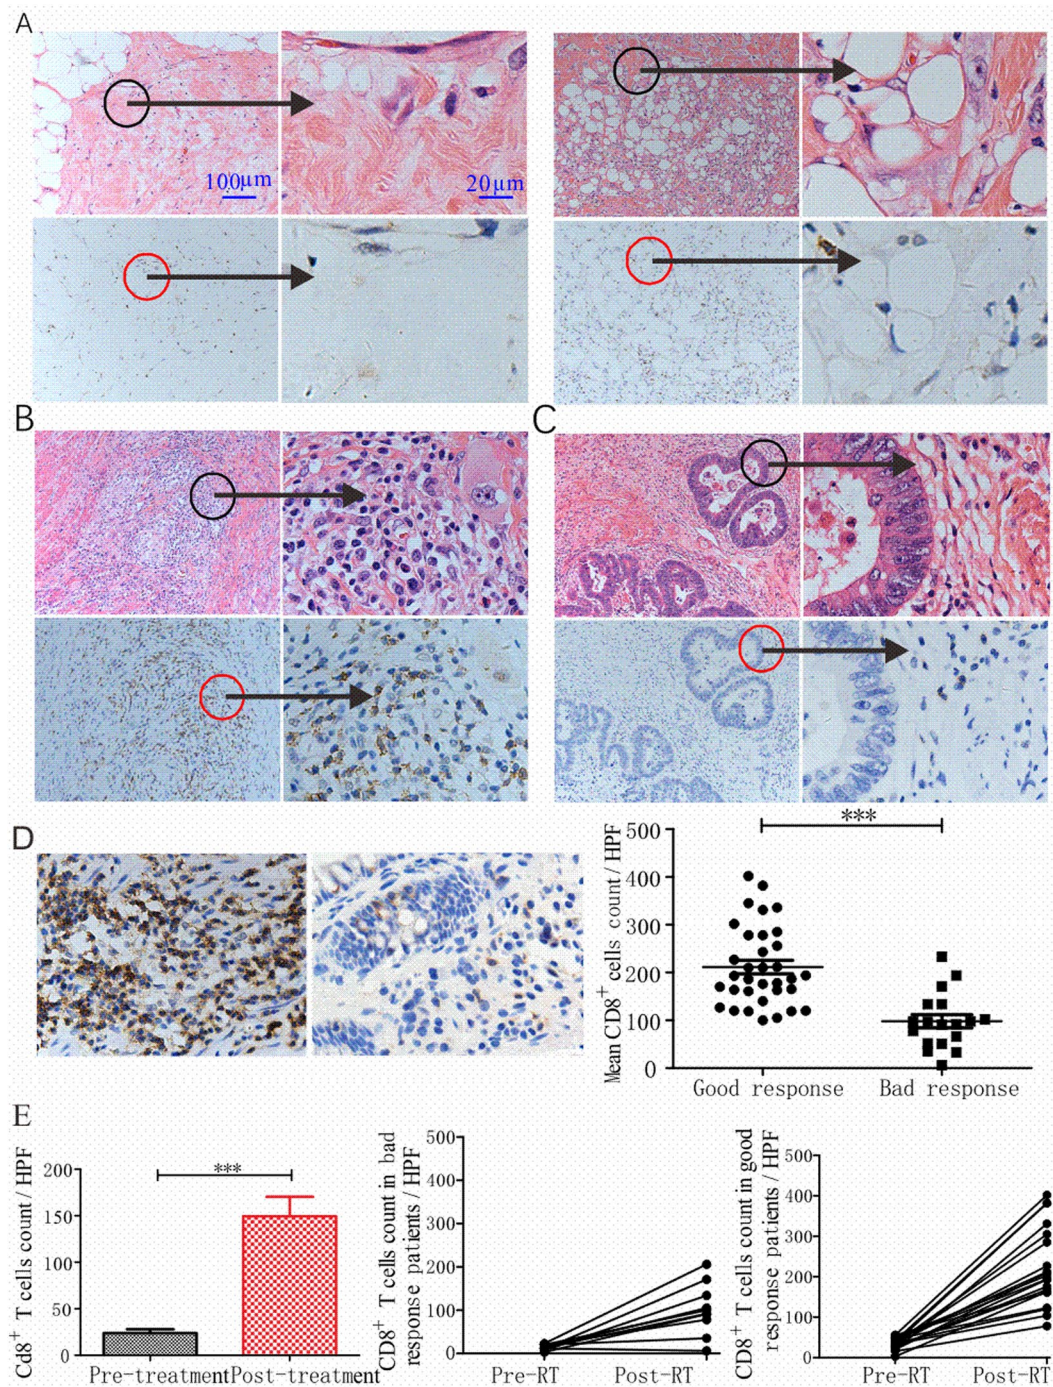 A
100μm
20μm
B
C
D
Mean CD8+ cells count / HPF
500
400
300
200
100
0
***
Good response
Bad response
E
Cd8+ T cells count / HPF
200
150
100
50
0
***
Pre-treatment
Post-treatment
CD8+ T cells count in bad
response patients / HPF
500
400
300
200
100
0
Pre-RT
Post-RT
CD8+ T cells count in good
response patients / HPF
500
400
300
200
100
0
Pre-RT
Post-RT